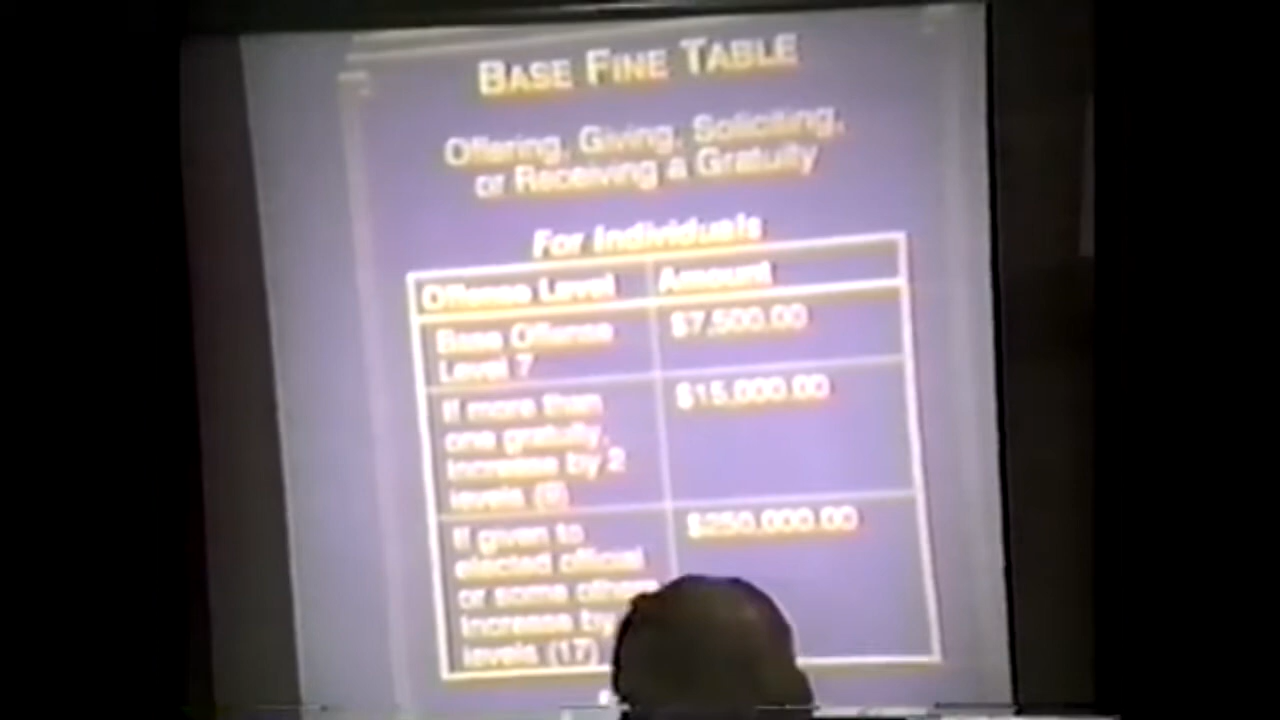 BASE FINE TABLE
Offering, Giving, Soliciting,
or Receiving a Gratuity
For Individuals
Offense Level Amount
Base Offense $7,500.00
Level 7
If more than $15,000.00
one gratuity,
increase by 2
levels (9)
If given to $250,000.00
elected official
or some others
increase by
levels (17)